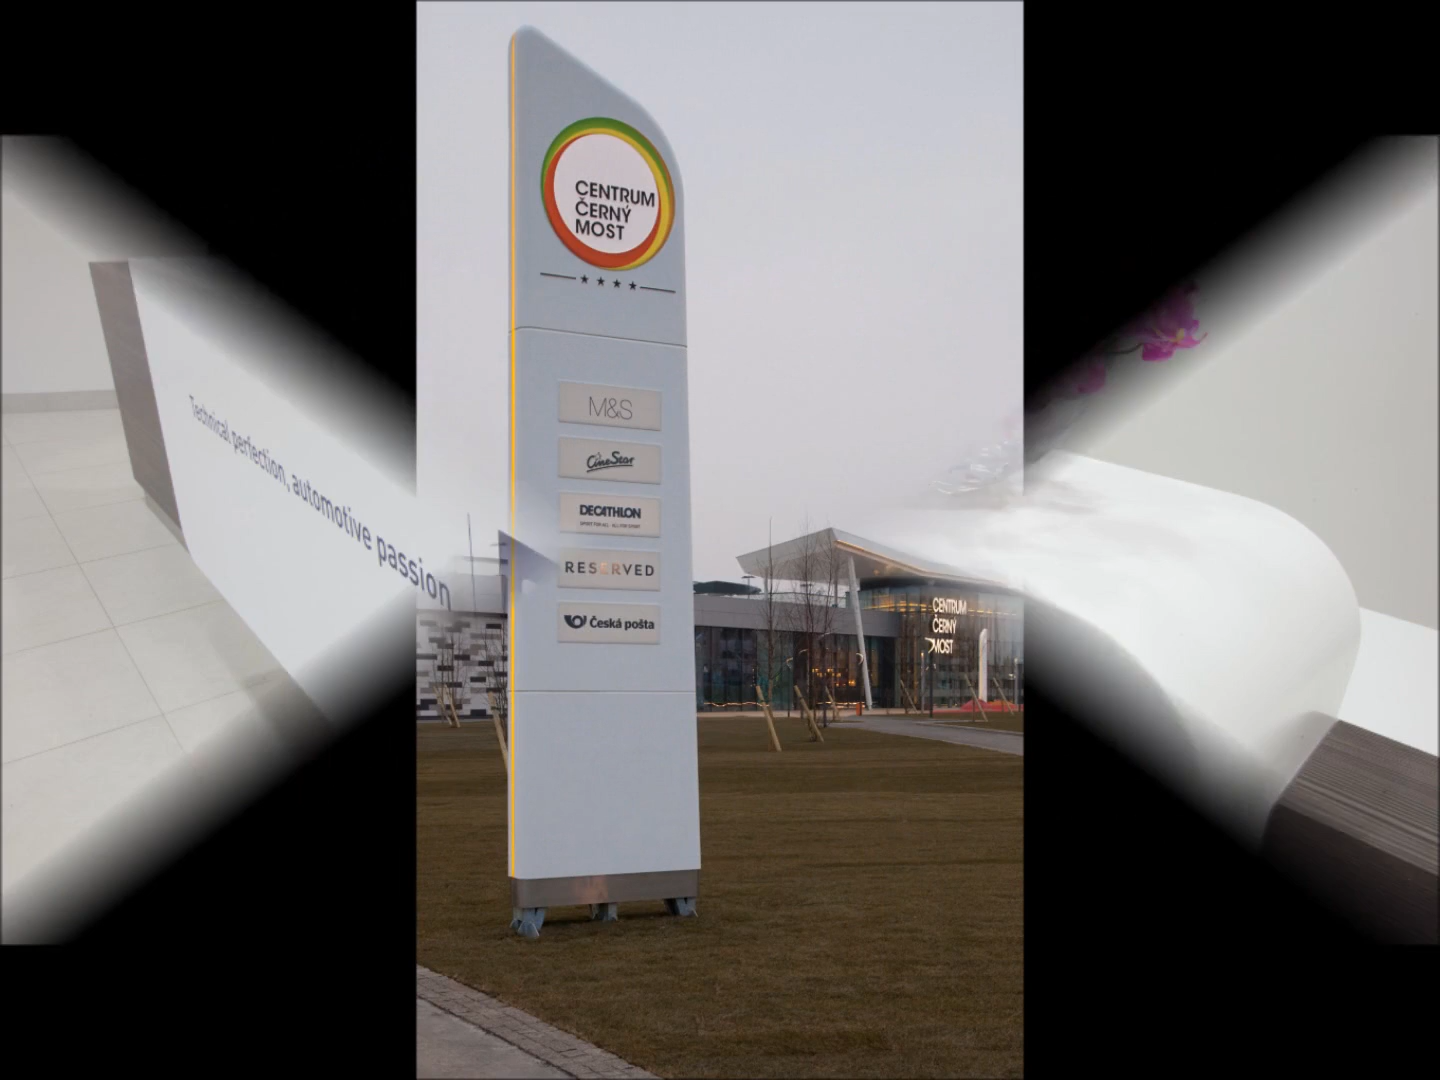 CENTRUM
ČERNÝ
MOST
M&S
CineStar
DECATHLON
RESERVED
Česká pošta
Technical perfection, automotive passion
CENTRUM
ČERNÝ
MOST